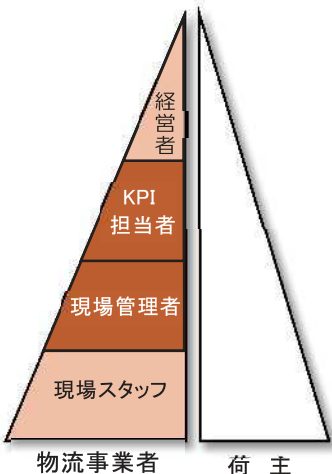 経営者
KPI
担当者
現場管理者
現場スタッフ
物流事業者
荷 主